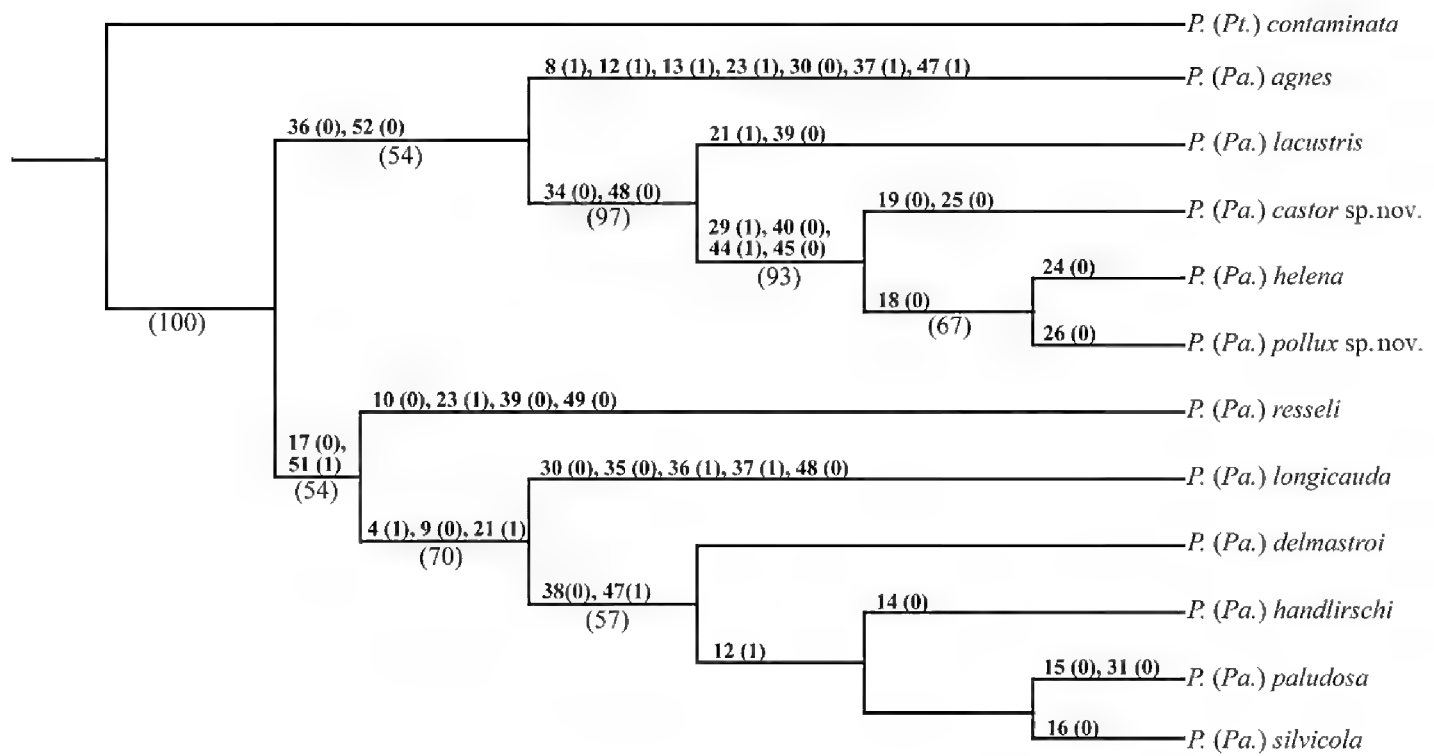 P. (Pt.) contaminata
8 (1), 12 (1), 13 (1), 23 (1), 30 (0), 37 (1), 47 (1)
P. (Pa.) agnes
36 (0), 52 (0)
(54)
21 (1), 39 (0)
P. (Pa.) lacustris
34 (0), 48 (0)
(97)
19 (0), 25 (0)
P. (Pa.) castor sp.nov.
29 (1), 40 (0),
44 (1), 45 (0)
(93)
24 (0)
P. (Pa.) helena
18 (0)
(67)
(100)
26 (0)
P. (Pa.) pollux sp.nov.
10 (0), 23 (1), 39 (0), 49 (0)
P. (Pa.) resseli
17 (0),
51 (1)
(54)
30 (0), 35 (0), 36 (1), 37 (1), 48 (0)
P. (Pa.) longicauda
4 (1), 9 (0), 21 (1)
(70)
P. (Pa.) delmastroi
38(0), 47(1)
(57)
14 (0)
P. (Pa.) handlirschi
12 (1)
15 (0), 31 (0)
P. (Pa.) paludosa
16 (0)
P. (Pa.) silvicola